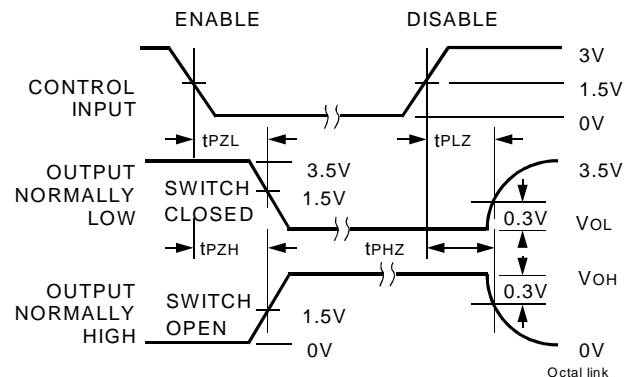 ENABLE DISABLE
3V
CONTROL
INPUT
1.5V
0V
tPZL tPLZ
OUTPUT
NORMALLY
LOW
SWITCH
CLOSED
3.5V
1.5V
3.5V
0.3V
VOL
tPZH tPHZ
VOH
OUTPUT
NORMALLY
HIGH
SWITCH
OPEN
1.5V
0V
0.3V
0V
Octal link